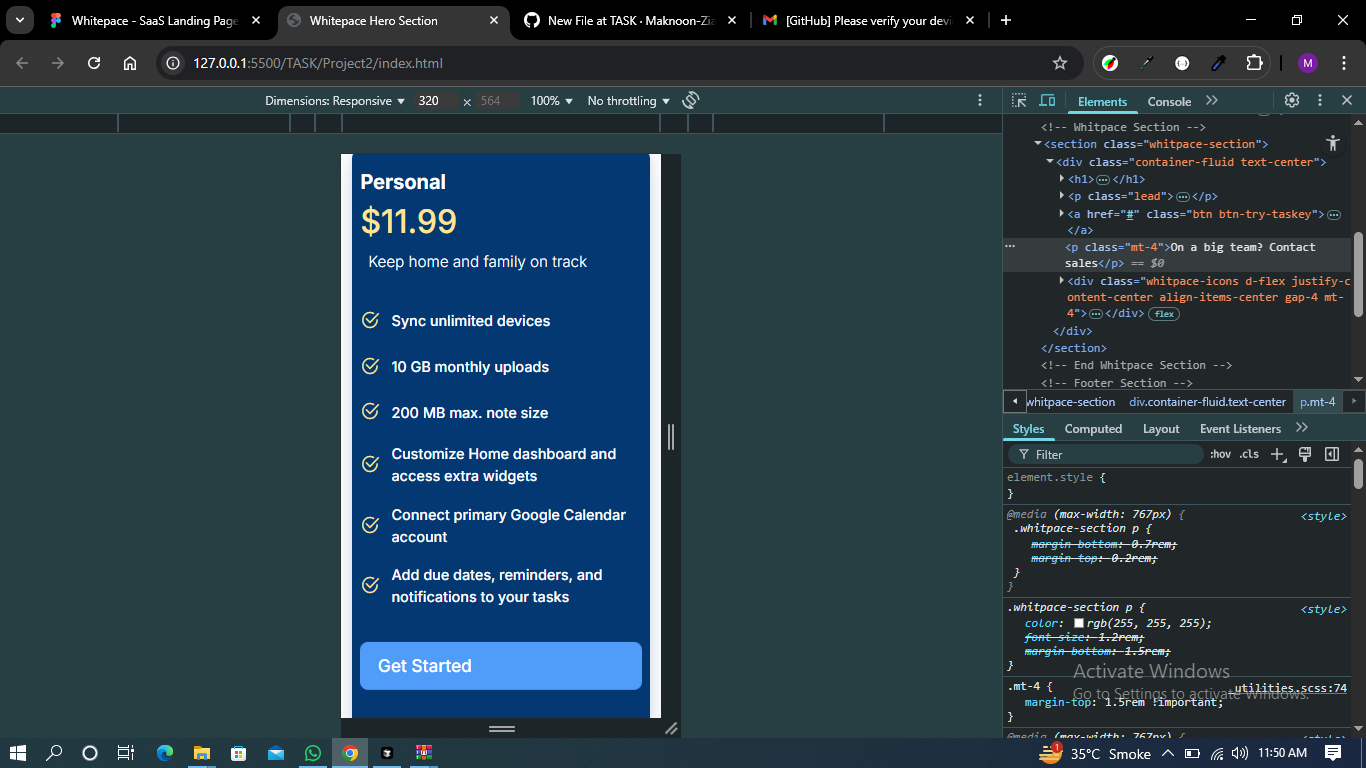 Whitepace - SaaS Landing Page
Whitepace Hero Section
New File at TASK · Maknoon-Zia
[GitHub] Please verify your devi
127.0.0.1:5500/TASK/Project2/index.html
M
Dimensions: Responsive
320
x
564
100%
No throttling
Elements
Console
<!-- Whitpace Section -->
<section class="whitpace-section">
<div class="container-fluid text-center">
<h1>…</h1>
<p class="lead">…</p>
<a href="#" class="btn btn-try-taskey">…
</a>
<p class="mt-4">On a big team? Contact
sales</p> == $0
<div class="whitpace-icons d-flex justify-c
ontent-center align-items-center gap-4 mt-
4">…</div> flex
</div>
</section>
<!-- End Whitpace Section -->
<!-- Footer Section -->
whitpace-section
div.container-fluid.text-center
p.mt-4
Styles
Computed
Layout
Event Listeners
Filter
:hov
.cls
element.style {
}
@media (max-width: 767px) {
<style>
.whitpace-section p {
margin-bottom: 0.7rem;
margin-top: 0.2rem;
}
}
.whitpace-section p {
<style>
color: rgb(255, 255, 255);
font-size: 1.2rem;
margin-bottom: 1.5rem;
}
.mt-4 {
_utilities.scss:74
margin-top: 1.5rem !important;
}
@media (max-width: 767px) {
<style>
Activate Windows
Go to Settings to activate Windows.
Personal
$11.99
Keep home and family on track
Sync unlimited devices
10 GB monthly uploads
200 MB max. note size
Customize Home dashboard and
access extra widgets
Connect primary Google Calendar
account
Add due dates, reminders, and
notifications to your tasks
Get Started
1
35°C Smoke
11:50 AM